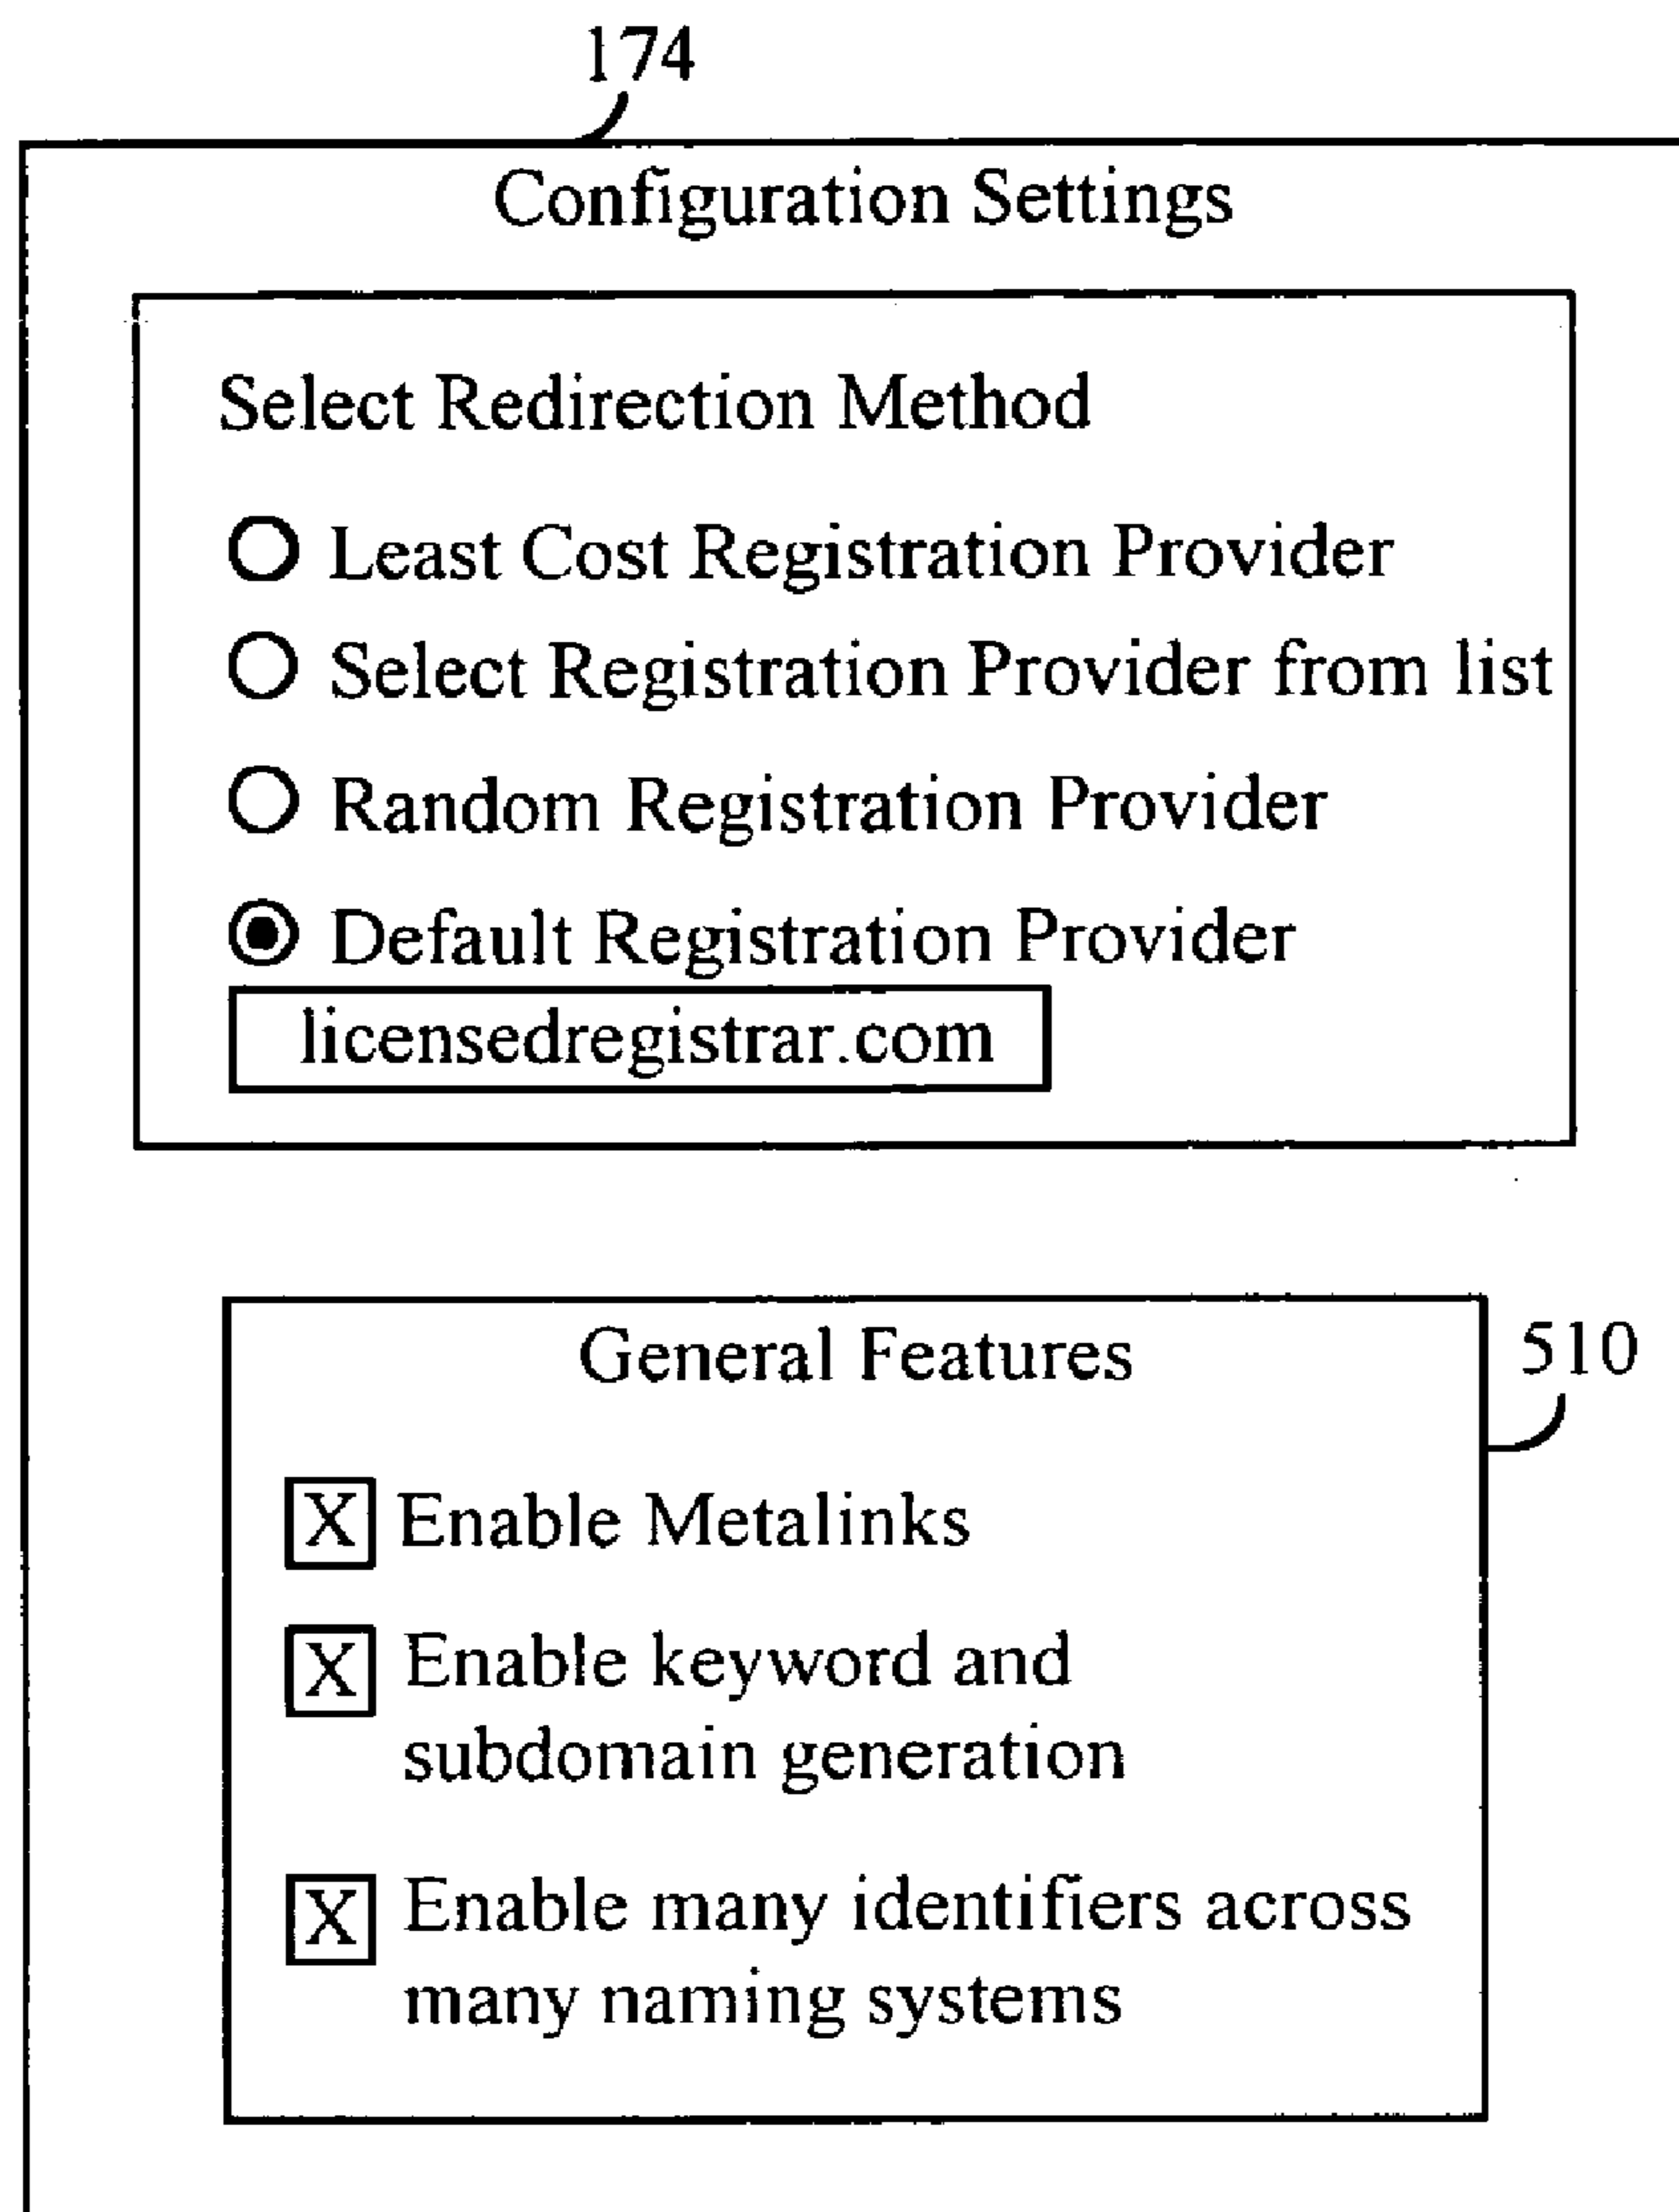 174
Configuration Settings
Select Redirection Method
Least Cost Registration Provider
Select Registration Provider from list
Random Registration Provider
Default Registration Provider
licensedregistrar.com
General Features
510
X Enable Metalinks
X Enable keyword and
subdomain generation
X Enable many identifiers across
many naming systems